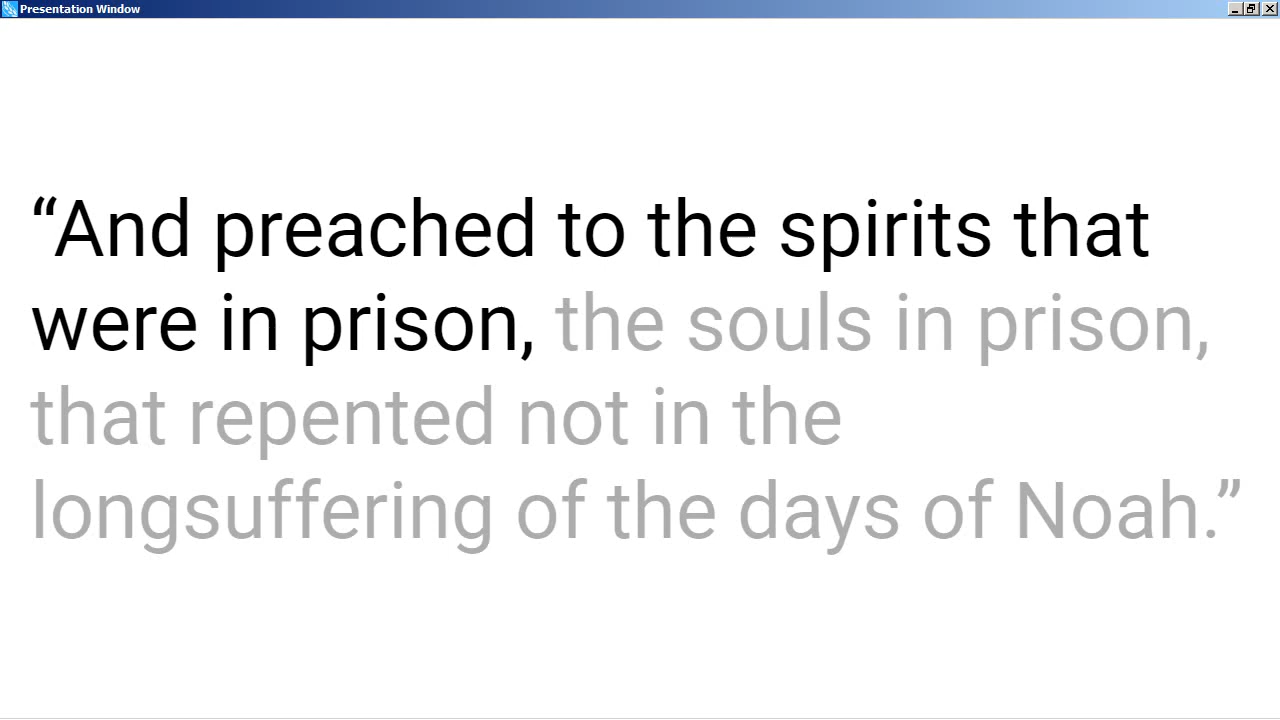 Presentation Window
“And preached to the spirits that
were in prison, the souls in prison,
that repented not in the
longsuffering of the days of Noah.”